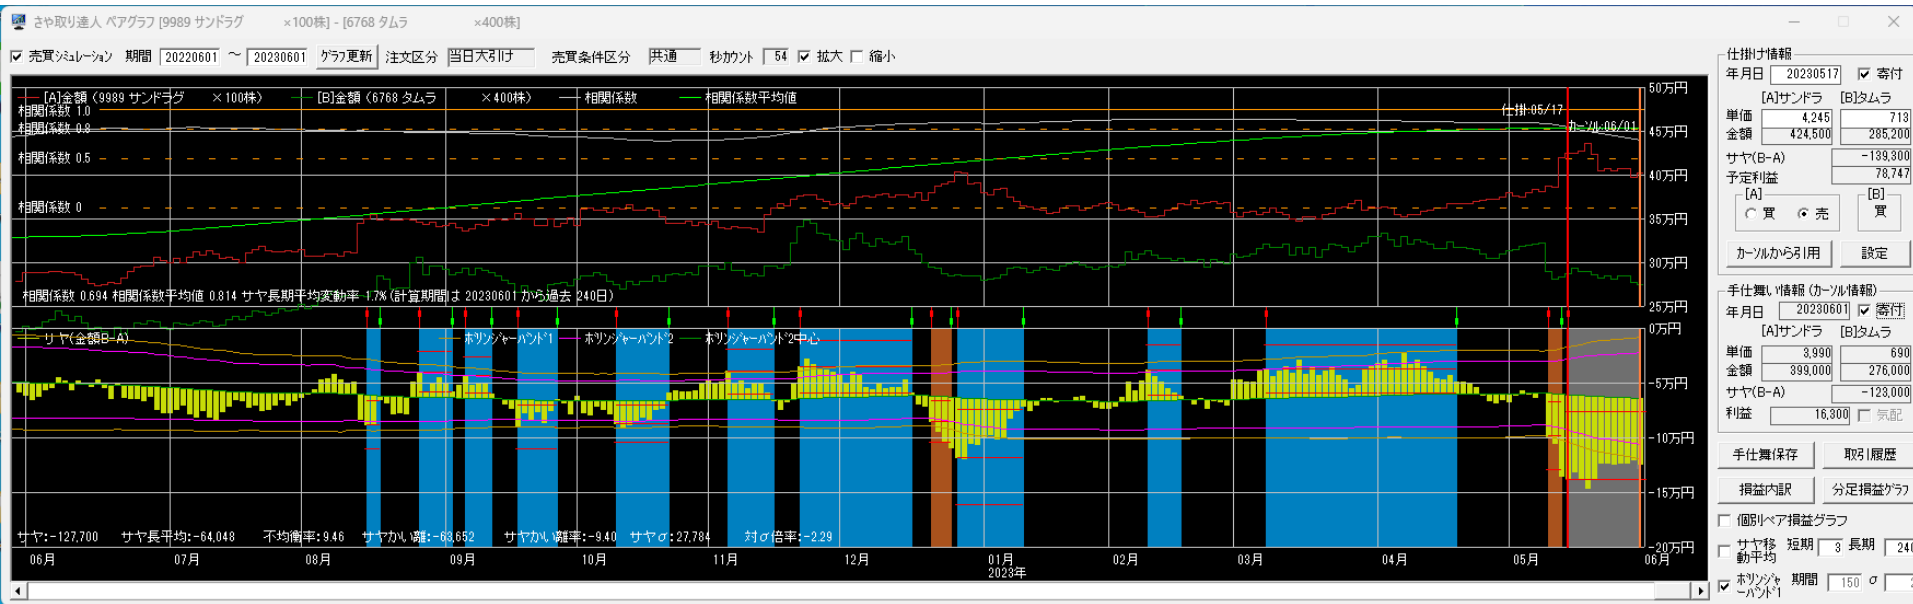 さや取り達人 ペアグラフ [9989 サンドラグ ×100株] - [6768 タムラ ×400株]
売買シミュレーション 期間 20220601 ～ 20230601 グラフ更新 注文区分 当日大引け 売買条件区分 共通 秒カウント 54 拡大 縮小
[A]金額 (9989 サンドラグ ×100株) [B]金額 (6768 タムラ ×400株) 相関係数 相関係数平均値
相関係数 1.0
相関係数 0.8
相関係数 0.5
相関係数 0
仕掛:05/17
カーソル:06/01
50万円
45万円
40万円
35万円
30万円
25万円
相関係数 0.694 相関係数平均値 0.814 サヤ長期平均変動率 1.7% (計算期間は 20230601 から過去 240日)
サヤ(金額B-A) ボリンジャーバンド1 ボリンジャーバンド2 ボリンジャーバンド2中心
0万円
-5万円
-10万円
-15万円
-20万円
サヤ:-127,700 サヤ長平均:-64,048 不均衡率:9.46 サヤかい離:-63,652 サヤかい離率:-9.40 サヤσ:27,784 対σ倍率:-2.29
06月 07月 08月 09月 10月 11月 12月 01月 02月 03月 04月 05月 06月
2023年
仕掛け情報
年月日 20230517 寄付
[A]サンドラ [B]タムラ
単価 4,245 713
金額 424,500 285,200
サヤ(B-A) -139,300
予定利益 78,747
[A] [B]
買 売 買
カーソルから引用 設定
手仕舞い情報 (カーソル情報)
年月日 20230601 寄付
[A]サンドラ [B]タムラ
単価 3,990 690
金額 399,000 276,000
サヤ(B-A) -123,000
利益 16,300 気配
手仕舞保存 取引履歴
損益内訳 分足損益グラフ
個別ペア損益グラフ
サヤ移動平均 短期 3 長期 240
ボリンジャーバンド1 期間 150 σ 2